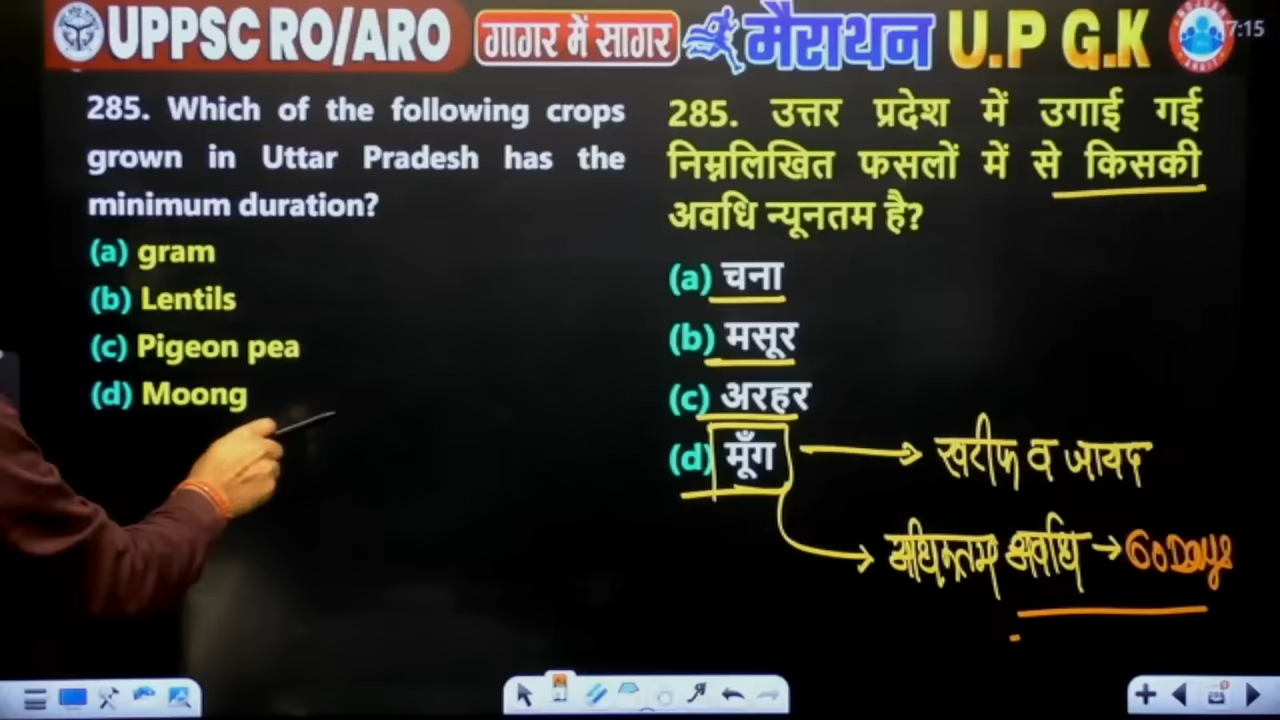 UPPSC RO/ARO गागर में सागर मैराथन U.P G.K 7:15
285. Which of the following crops
grown in Uttar Pradesh has the
minimum duration?
(a) gram
(b) Lentils
(c) Pigeon pea
(d) Moong
285. उत्तर प्रदेश में उगाई गई
निम्नलिखित फसलों में से किसकी
अवधि न्यूनतम है?
(a) चना
(b) मसूर
(c) अरहर
(d) मूँग → खरीफ व जायद
अधिकतम अवधि → 60 Days